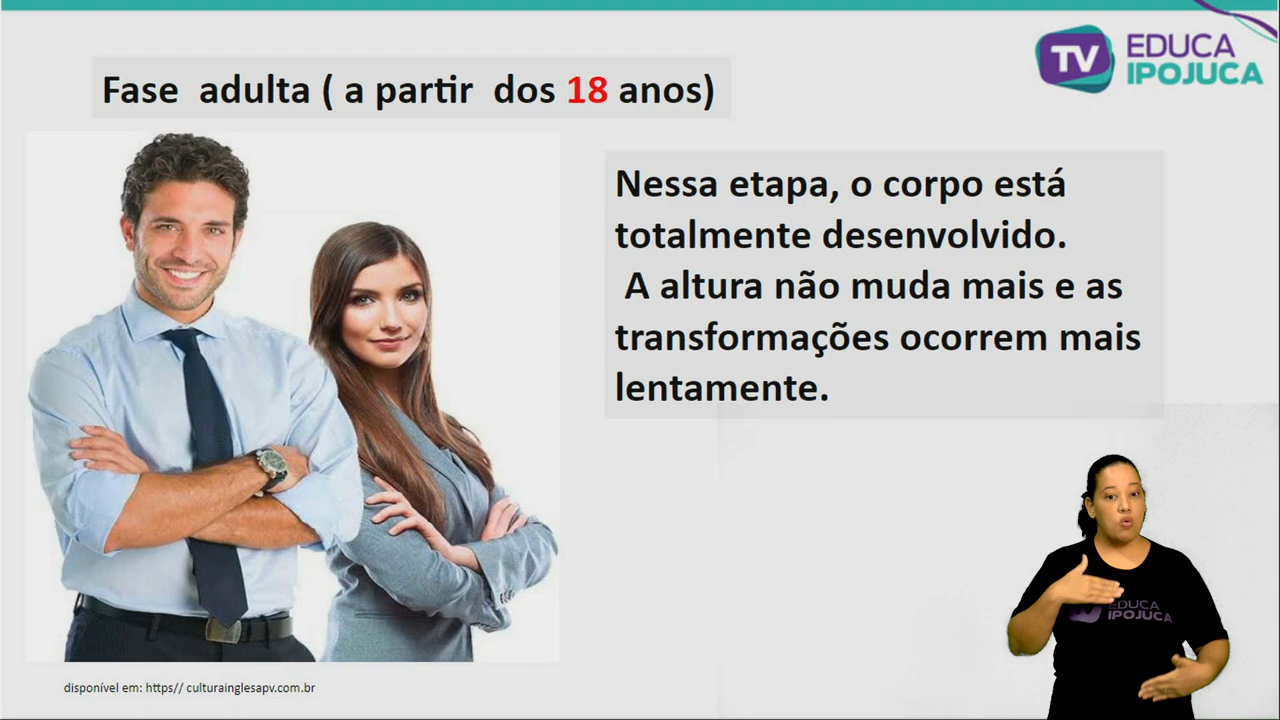 TV EDUCA
IPOJUCA
Fase adulta ( a partir dos 18 anos)
Nessa etapa, o corpo está
totalmente desenvolvido.
A altura não muda mais e as
transformações ocorrem mais
lentamente.
EDUCA
IPOJUCA
disponível em: https// culturainglesapv.com.br